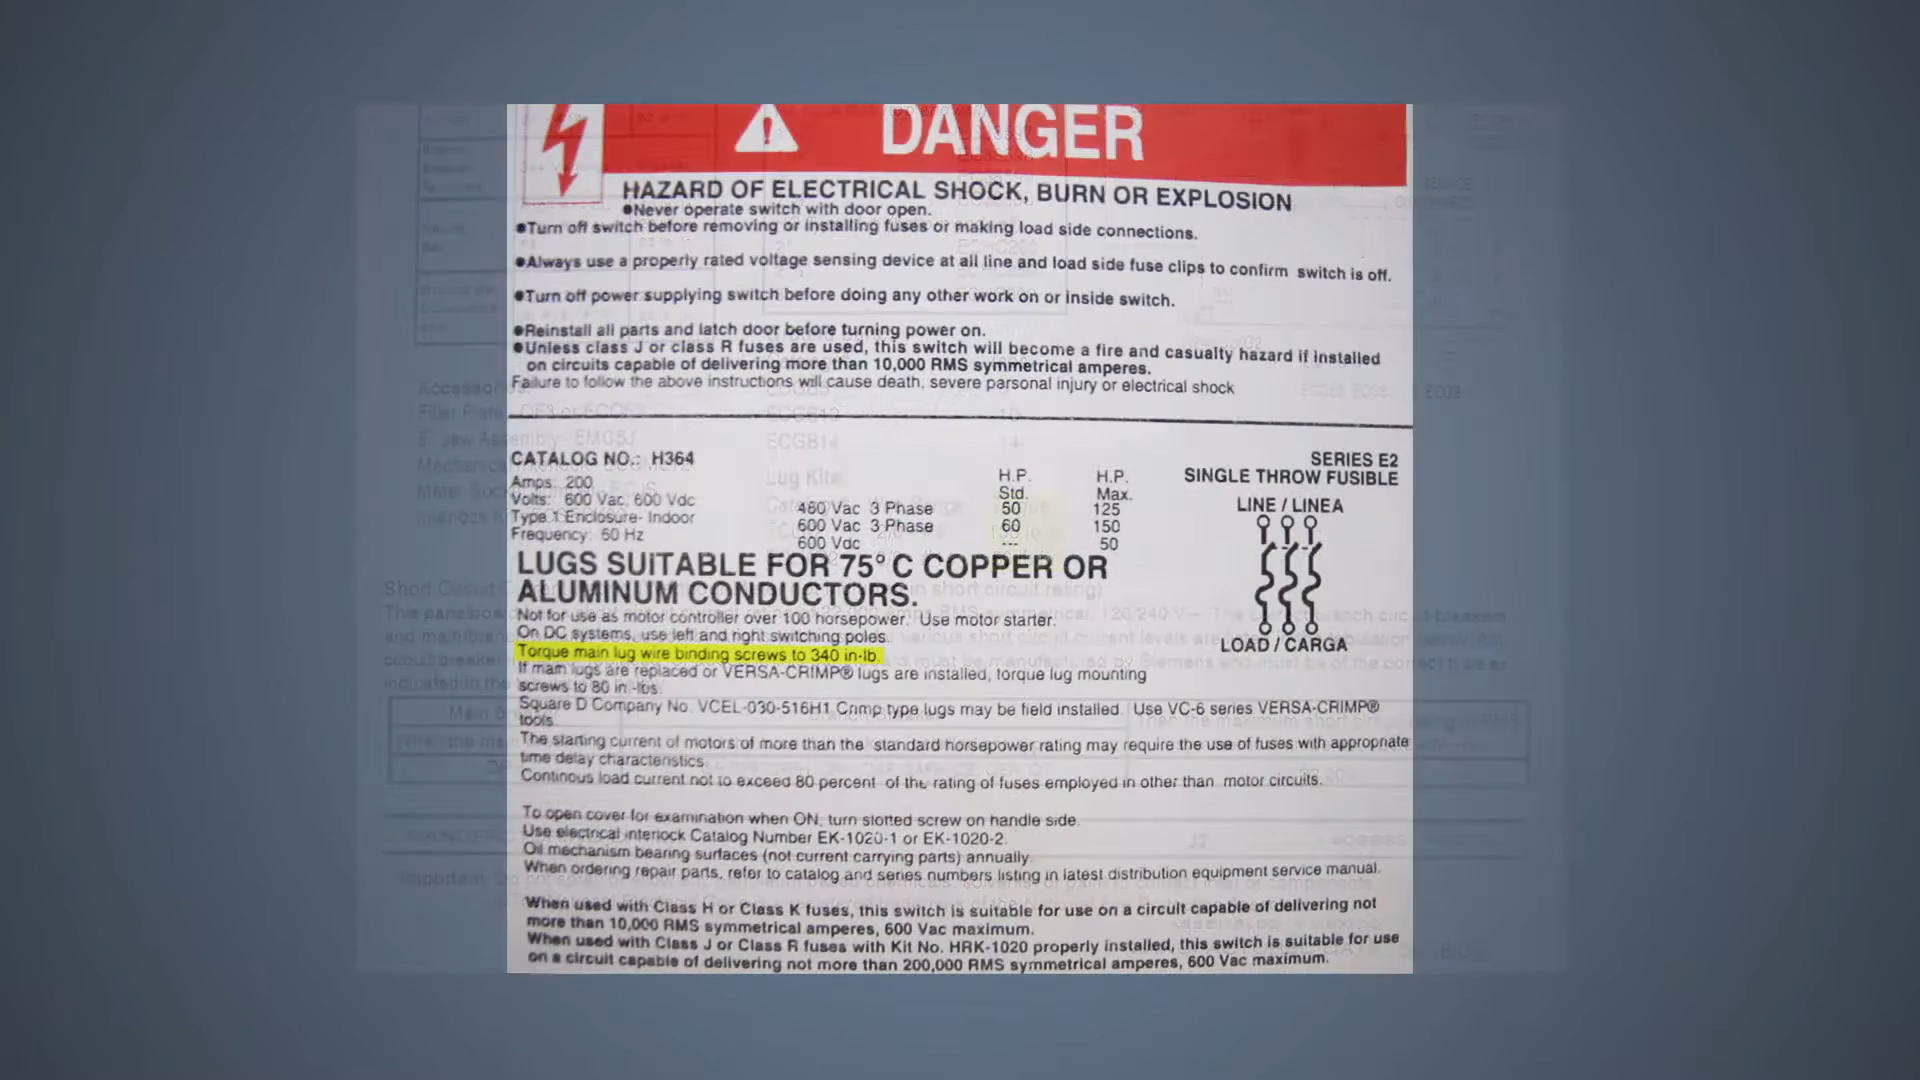 DANGER
HAZARD OF ELECTRICAL SHOCK, BURN OR EXPLOSION
●Never operate switch with door open.
●Turn off switch before removing or installing fuses or making load side connections.
●Always use a properly rated voltage sensing device at all line and load side fuse clips to confirm switch is off.
●Turn off power supplying switch before doing any other work on or inside switch.
●Reinstall all parts and latch door before turning power on.
●Unless class J or class R fuses are used, this switch will become a fire and casualty hazard if installed
on circuits capable of delivering more than 10,000 RMS symmetrical amperes.
Failure to follow the above instructions will cause death, severe personal injury or electrical shock
CATALOG NO.: H364
Amps: 200
Volts: 600 Vac, 600 Vdc
Type 1 Enclosure- Indoor
Frequency: 60 Hz
H.P. H.P.
Std. Max.
480 Vac 3 Phase 50 125
600 Vac 3 Phase 60 150
600 Vdc --- 50
SERIES E2
SINGLE THROW FUSIBLE
LINE / LINEA
LOAD / CARGA
LUGS SUITABLE FOR 75° C COPPER OR
ALUMINUM CONDUCTORS.
Not for use as motor controller over 100 horsepower. Use motor starter.
On DC systems, use left and right switching poles.
Torque main lug wire binding screws to 340 in-lb.
If main lugs are replaced or VERSA-CRIMP® lugs are installed, torque lug mounting
screws to 80 in.-lbs.
Square D Company No. VCEL-030-516H1 Crimp type lugs may be field installed. Use VC-6 series VERSA-CRIMP®
tools.
The starting current of motors of more than the standard horsepower rating may require the use of fuses with appropriate
time delay characteristics.
Continous load current not to exceed 80 percent of the rating of fuses employed in other than motor circuits.
To open cover for examination when ON, turn slotted screw on handle side.
Use electrical interlock Catalog Number EK-1020-1 or EK-1020-2.
Oil mechanism bearing surfaces (not current carrying parts) annually.
When ordering repair parts, refer to catalog and series numbers listing in latest distribution equipment service manual.
When used with Class H or Class K fuses, this switch is suitable for use on a circuit capable of delivering not
more than 10,000 RMS symmetrical amperes, 600 Vac maximum.
When used with Class J or Class R fuses with Kit No. HRK-1020 properly installed, this switch is suitable for use
on a circuit capable of delivering not more than 200,000 RMS symmetrical amperes, 600 Vac maximum.